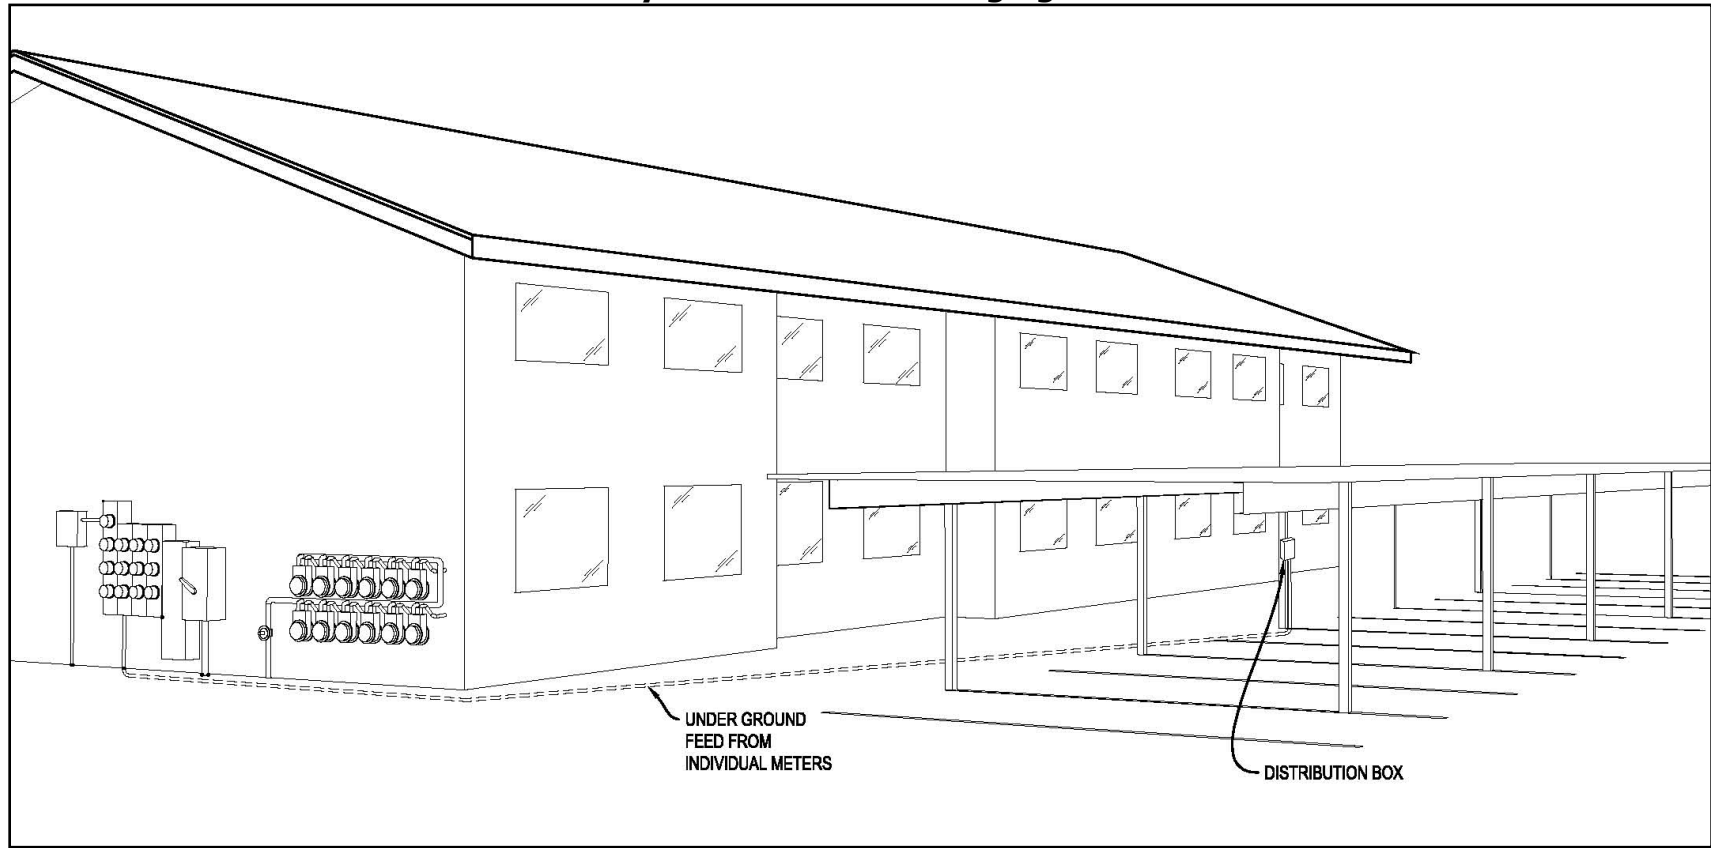 UNDER GROUND
FEED FROM
INDIVIDUAL METERS
DISTRIBUTION BOX